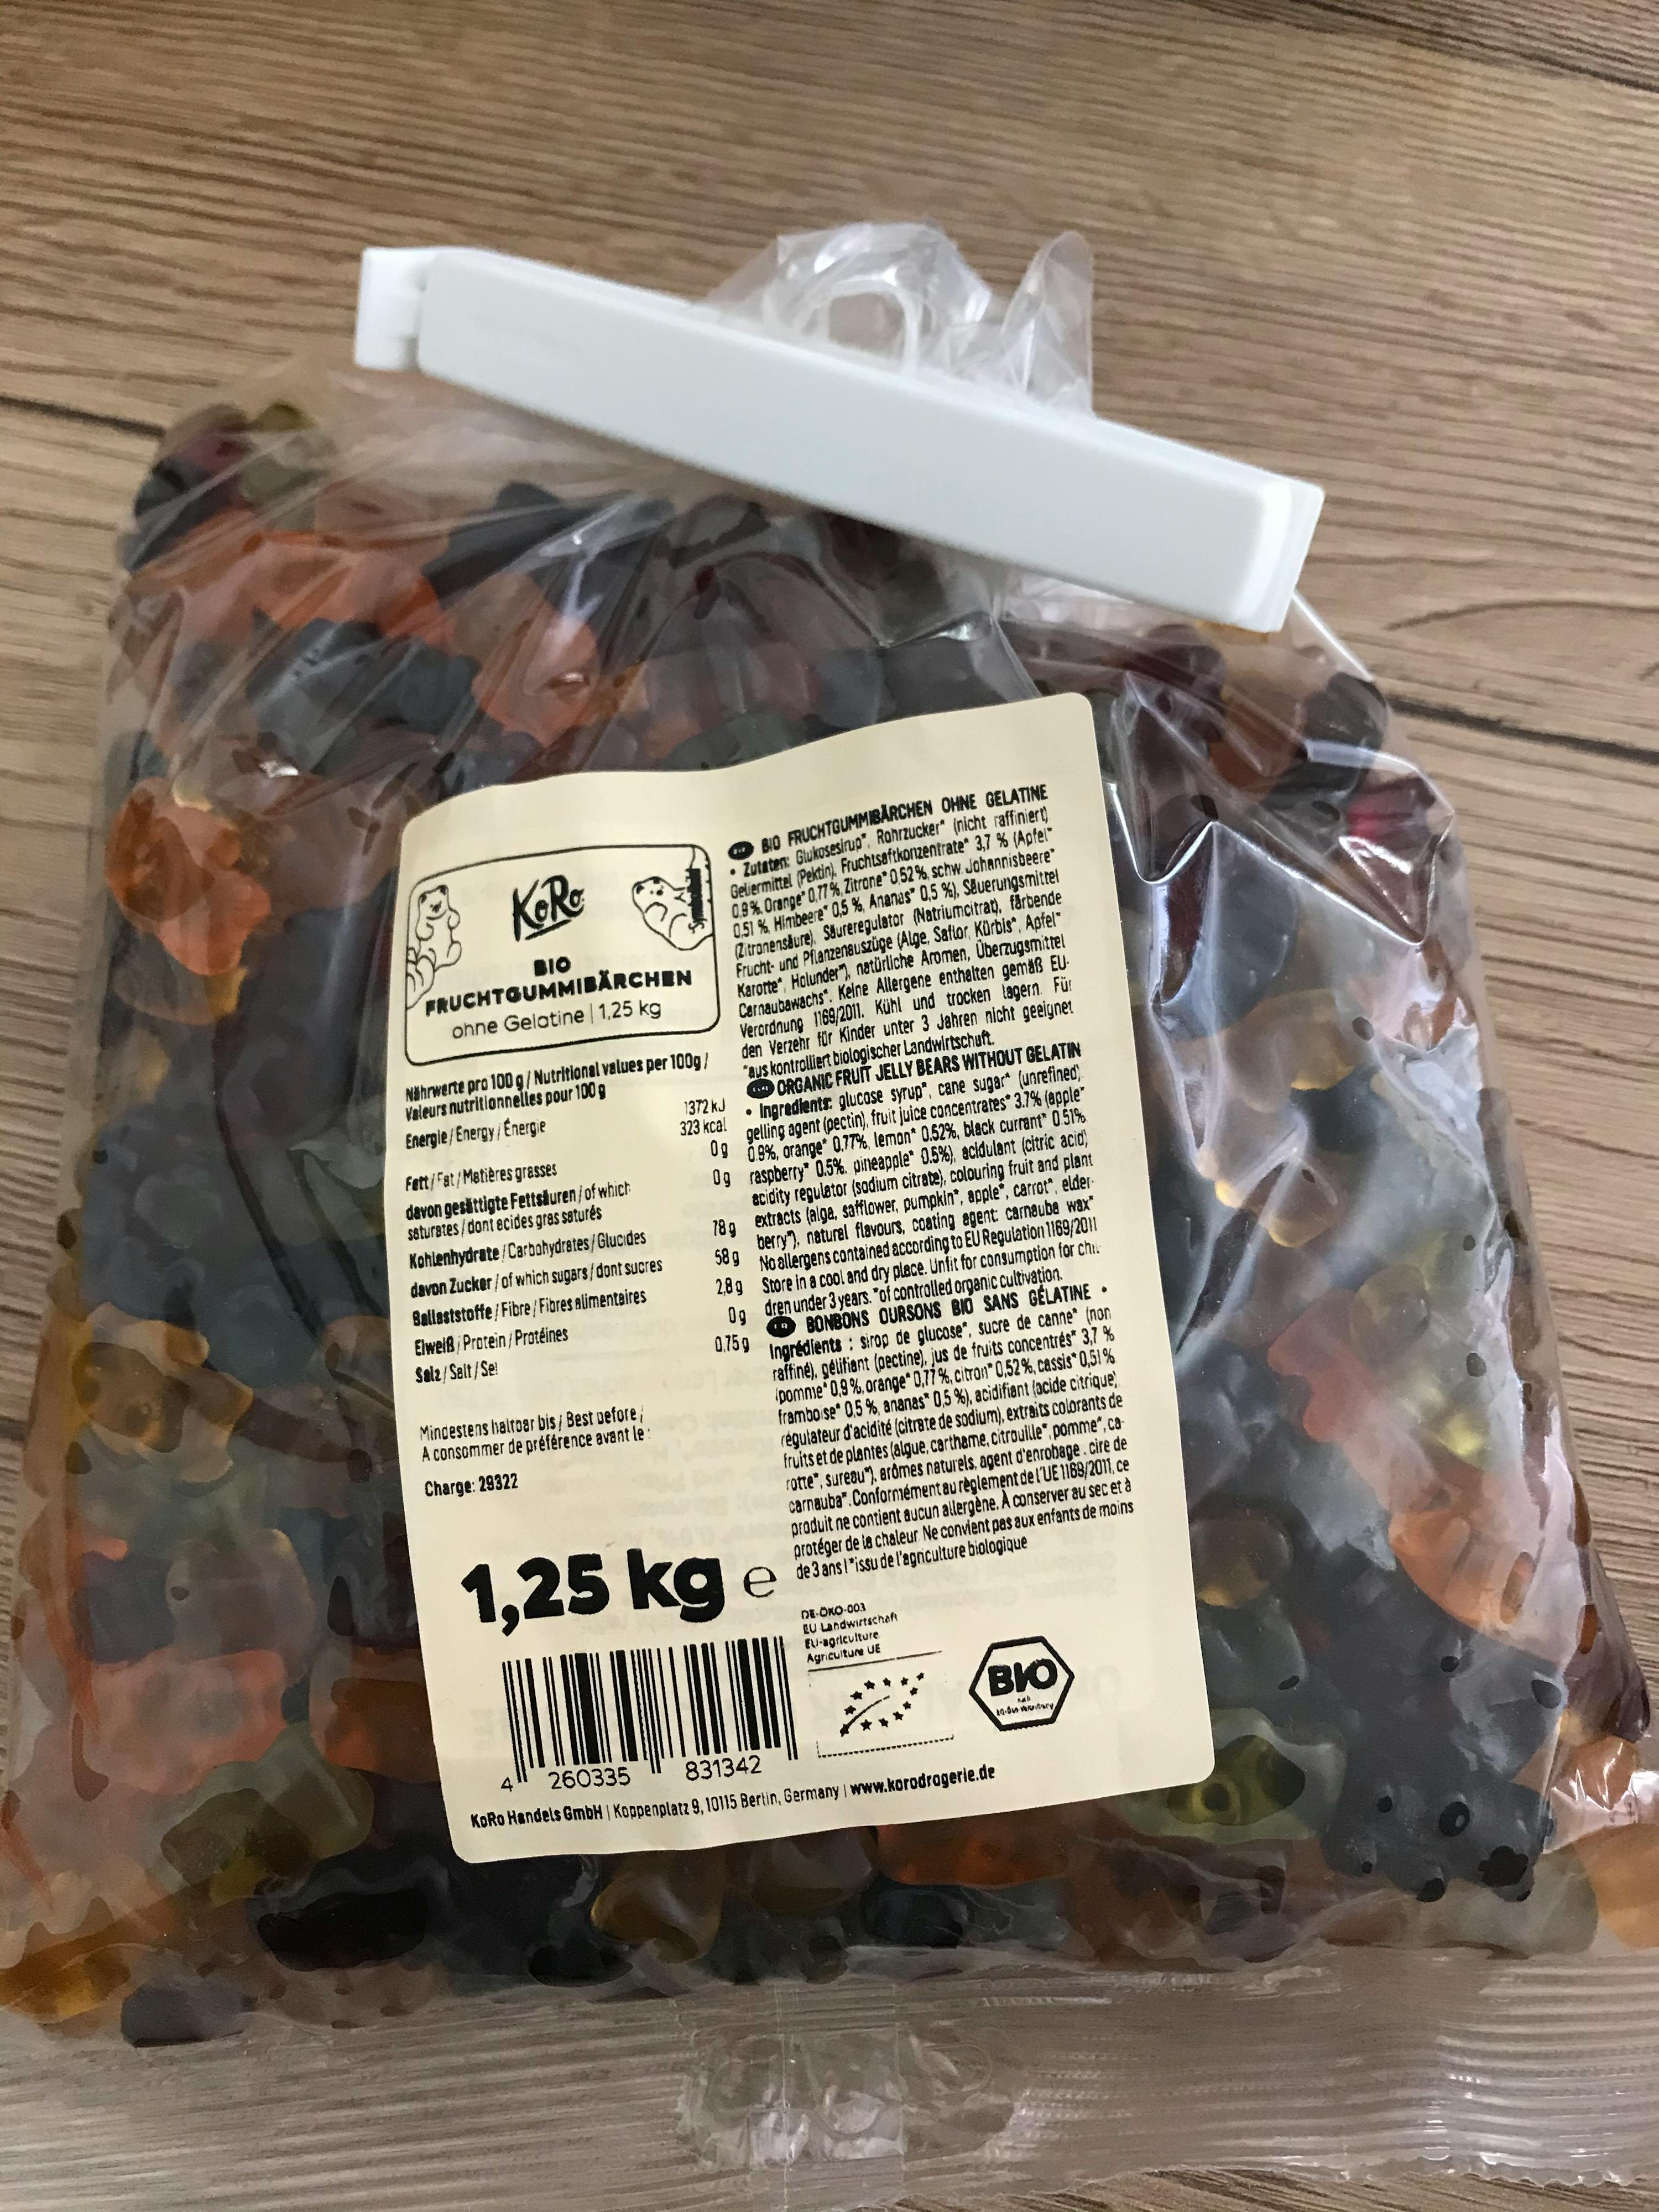 KoRo
BIO
FRUCHTGUMMIBÄRCHEN
ohne Gelatine | 1,25 kg
Nährwerte pro 100 g / Nutritional values per 100g /
Valeurs nutritionnelles pour 100 g
Energie / Energy / Énergie 1372 kJ
323 kcal
Fett / Fat / Matières grasses 0 g
davon gesättigte Fettsäuren / of which 0 g
saturates / dont acides gras saturés
Kohlenhydrate / Carbohydrates / Glucides 78 g
davon Zucker / of which sugars / dont sucres 58 g
Ballaststoffe / Fibre / Fibres alimentaires 2,8 g
Eiweiß / Protein / Protéines 0 g
Salz / Salt / Sel 0,75 g
Mindestens haltbar bis / Best before /
A consommer de préférence avant le :
Charge: 29322
1,25 kg e
4 260335 831342
BIO FRUCHTGUMMIBÄRCHEN OHNE GELATINE
• Zutaten: Glukosesirup*, Rohrzucker* (nicht raffiniert)
Geliermittel (Pektin), Fruchtsaftkonzentrate* 3,7 % (Apfel*
0,9 %, Orange* 0,77 %, Zitrone* 0,52 %, schw. Johannisbeere*
0,51 %, Himbeere* 0,5 %, Ananas* 0,5 %), Säuerungsmittel
(Zitronensäure), Säureregulator (Natriumcitrat), färbende
Frucht- und Pflanzenauszüge (Alge, Saflor, Kürbis*, Apfel*
Karotte*, Holunder*), natürliche Aromen, Überzugsmittel
Carnaubawachs*. Keine Allergene enthalten gemäß EU-
Verordnung 1169/2011. Kühl und trocken lagern. Für
den Verzehr für Kinder unter 3 Jahren nicht geeignet
*aus kontrolliert biologischer Landwirtschaft.
ORGANIC FRUIT JELLY BEARS WITHOUT GELATIN
• Ingredients: glucose syrup*, cane sugar* (unrefined)
gelling agent (pectin), fruit juice concentrates* 3.7% (apple*
0.9%, orange* 0.77%, lemon* 0.52%, black currant* 0.51%
raspberry* 0.5%, pineapple* 0.5%), acidulant (citric acid)
acidity regulator (sodium citrate), colouring fruit and plant
extracts (alga, safflower, pumpkin*, apple*, carrot*, elder-
berry*), natural flavours, coating agent: carnauba wax*
No allergens contained according to EU Regulation 1169/2011
Store in a cool and dry place. Unfit for consumption for chil-
dren under 3 years. *of controlled organic cultivation.
BONBONS OURSONS BIO SANS GÉLATINE •
Ingrédients : sirop de glucose*, sucre de canne* (non
raffiné), gélifiant (pectine), jus de fruits concentrés* 3,7 %
(pomme* 0,9 %, orange* 0,77 %, citron* 0,52 %, cassis* 0,51 %
framboise* 0,5 %, ananas* 0,5 %), acidifiant (acide citrique),
régulateur d'acidité (citrate de sodium), extraits colorants de
fruits et de plantes (algue, carthame, citrouille*, pomme*, ca-
rotte*, sureau*), arômes naturels, agent d'enrobage : cire de
carnauba*. Conformément au règlement de l'UE 1169/2011, ce
produit ne contient aucun allergène. À conserver au sec et à
protéger de la chaleur. Ne convient pas aux enfants de moins
de 3 ans ! *issu de l'agriculture biologique
DE-ÖKO-003
EU Landwirtschaft
EU-agriculture
Agriculture UE
BIO
nach
EG-Öko-Verordnung
KoRo Handels GmbH | Koppenplatz 9, 10115 Berlin, Germany | www.korodrogerie.de